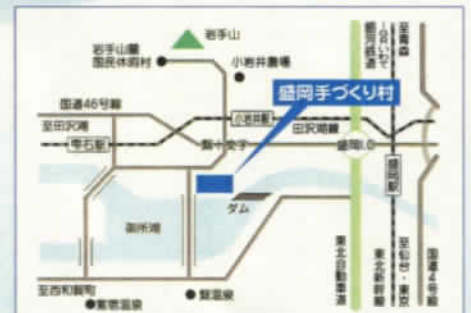 岩手山
岩手山麓
国民休暇村
小岩井農場
至青森
IGRいわて
銀河鉄道
盛岡手づくり村
国道46号線
至田沢湖
雫石駅
小岩井駅
田沢湖線
繋十文字
盛岡I.C
盛岡駅
御所湖
ダム
至西和賀町
鶯宿温泉
繋温泉
東北自動車道
東北新幹線
至仙台・東京
国道4号線